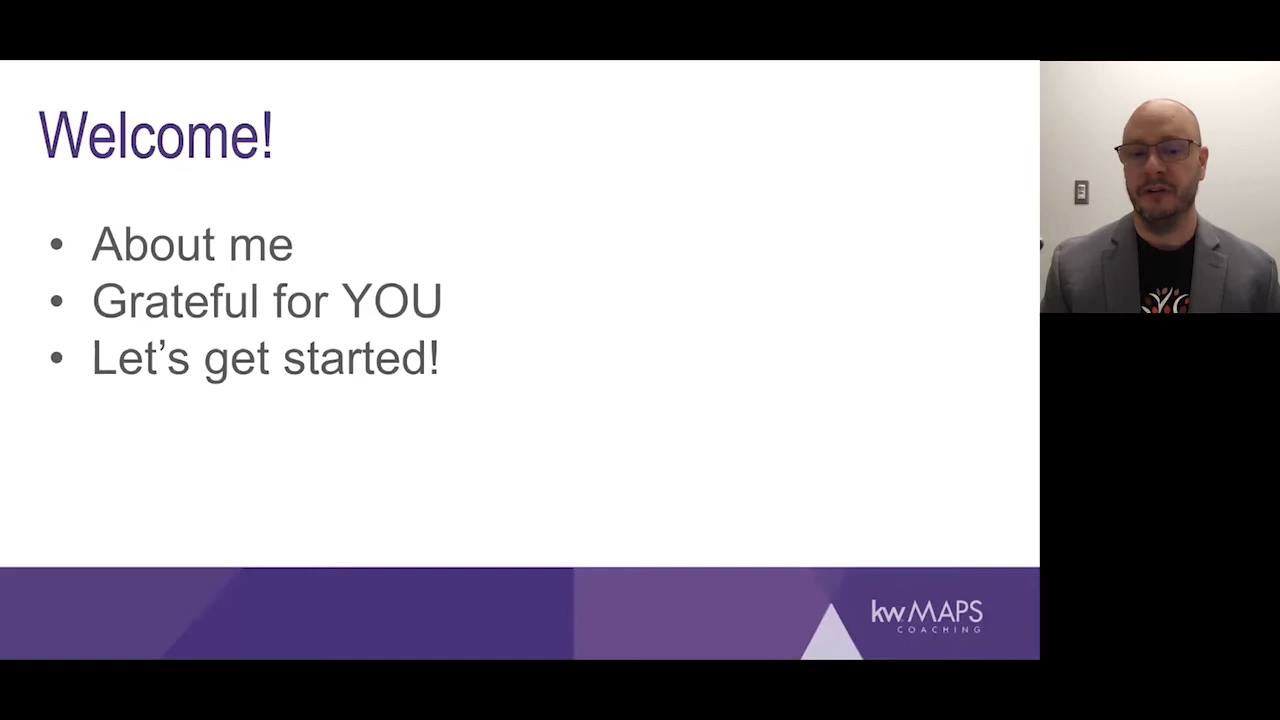 Welcome!
• About me
• Grateful for YOU
• Let’s get started!
kw MAPS
COACHING